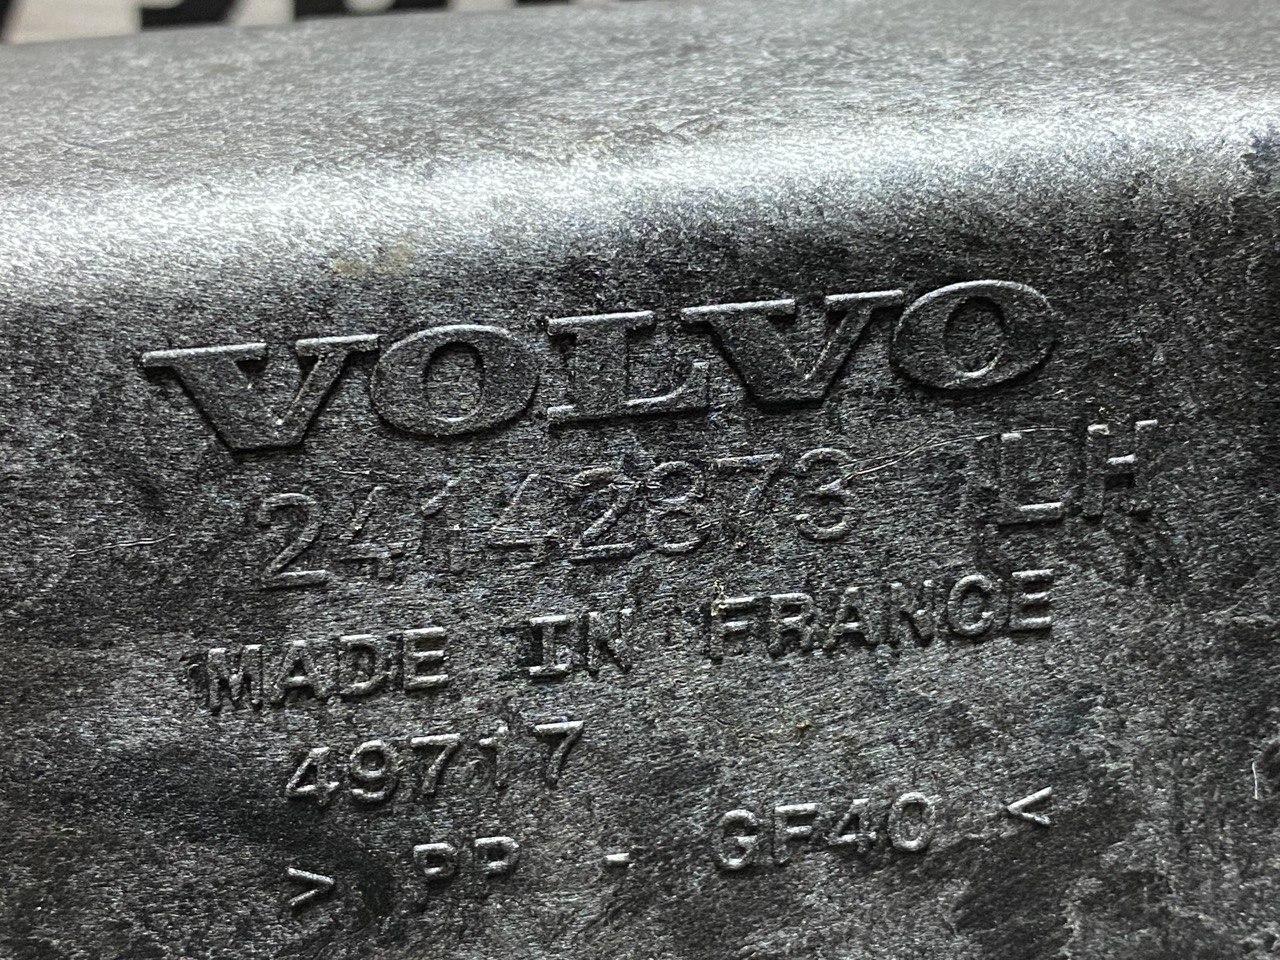 VOLVO
24142873 LH
MADE IN FRANCE
49717
> PP - GF40 <